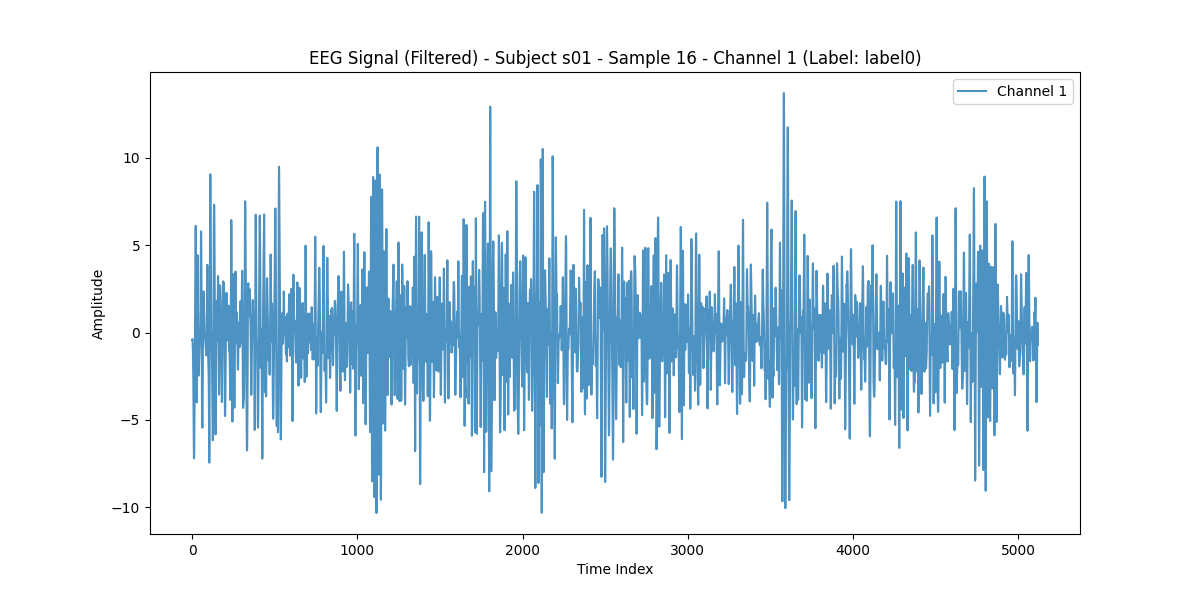 EEG Signal (Filtered) - Subject s01 - Sample 16 - Channel 1 (Label: label0)
Channel 1
10
5
0
−5
−10
Amplitude
0 1000 2000 3000 4000 5000
Time Index